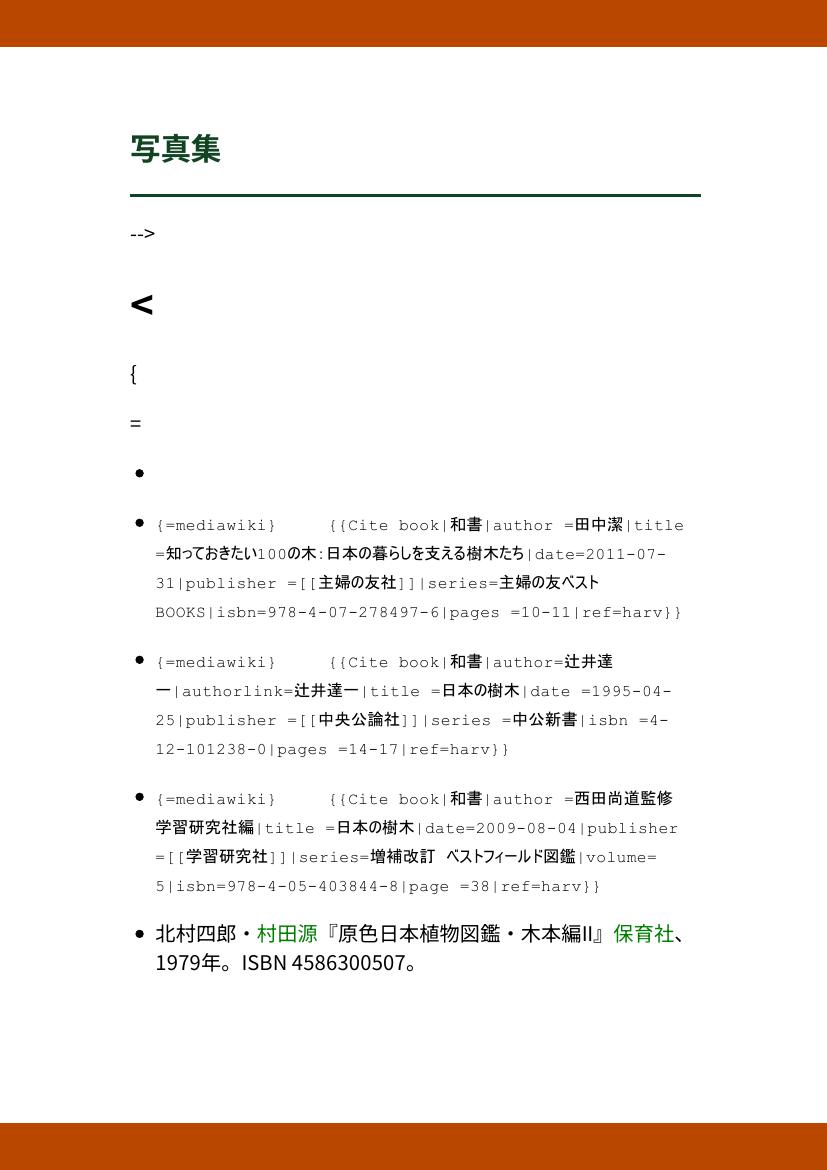 写真集
-->
<
{
=
•
• {=mediawiki}     {{Cite book|和書|author =田中潔|title
=知っておきたい100の木:日本の暮らしを支える樹木たち|date=2011-07-
31|publisher =[[主婦の友社]]|series=主婦の友ベスト
BOOKS|isbn=978-4-07-278497-6|pages =10-11|ref=harv}}
• {=mediawiki}     {{Cite book|和書|author=辻井達
一|authorlink=辻井達一|title =日本の樹木|date =1995-04-
25|publisher =[[中央公論社]]|series =中公新書|isbn =4-
12-101238-0|pages =14-17|ref=harv}}
• {=mediawiki}     {{Cite book|和書|author =西田尚道監修
学習研究社編|title =日本の樹木|date=2009-08-04|publisher
=[[学習研究社]]|series=増補改訂 ベストフィールド図鑑|volume=
5|isbn=978-4-05-403844-8|page =38|ref=harv}}
• 北村四郎・村田源『原色日本植物図鑑・木本編II』保育社、
1979年。ISBN 4586300507。